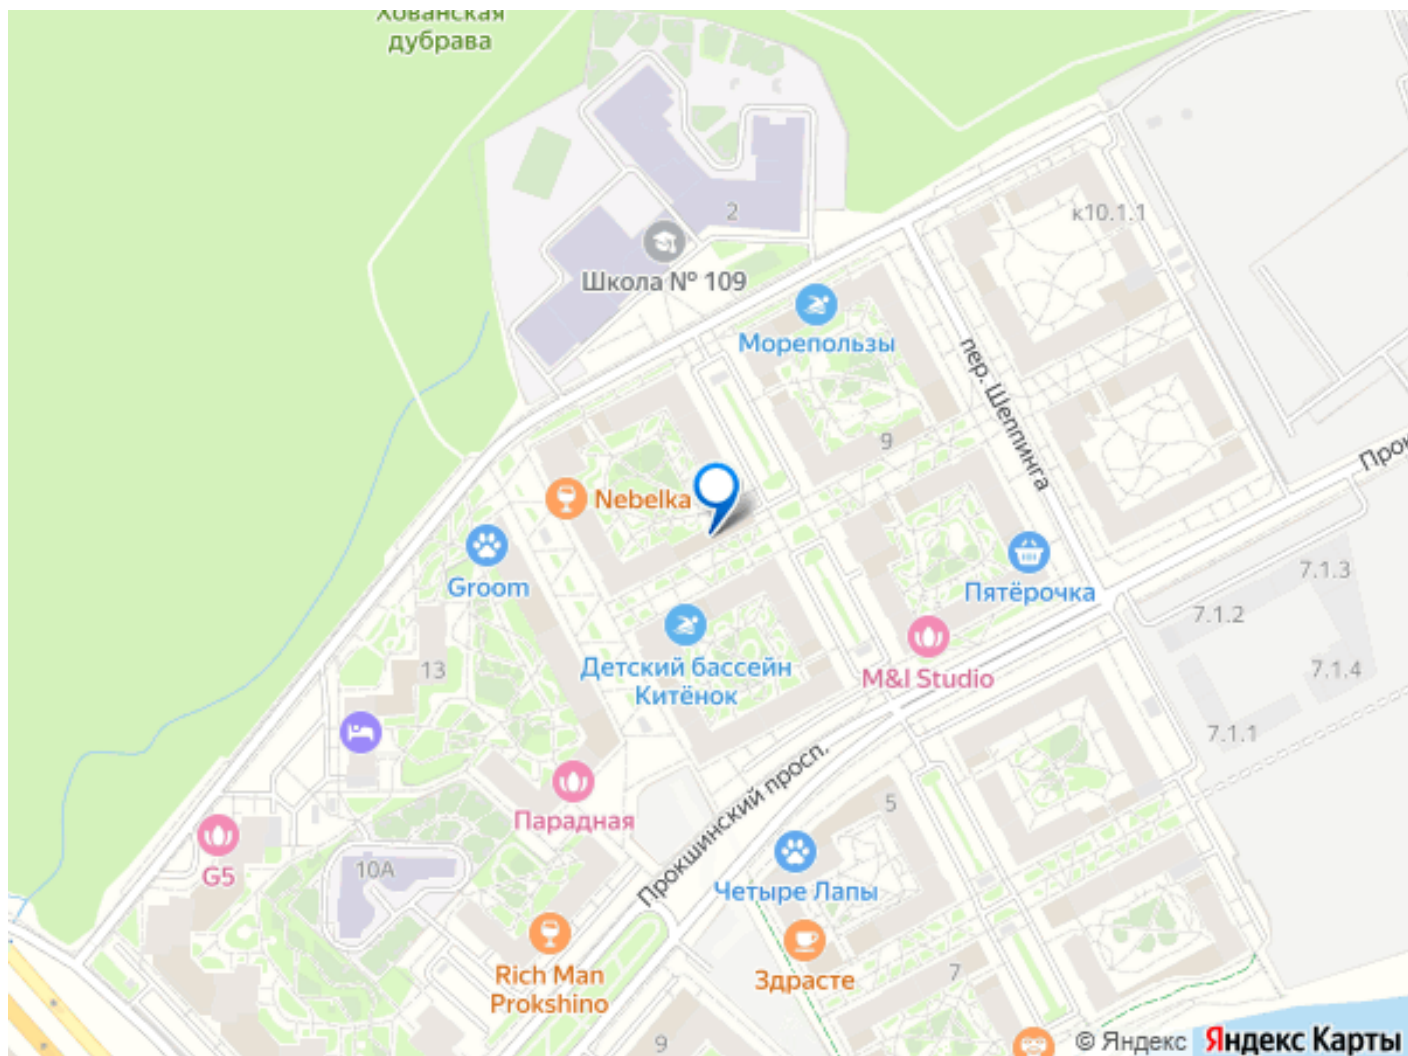 Хованская
дубрава
к10.1.1
2
Школа № 109
Морепользы
пер. Шеппинга
9
Nebelka
Groom
Пятёрочка
7.1.3
7.1.2
7.1.4
7.1.1
Детский бассейн
Китёнок
M&I Studio
13
Прокшинский просп.
5
Парадная
G5
10А
Четыре Лапы
Rich Man
Prokshino
Здрасте
7
9
© Яндекс Яндекс Карты